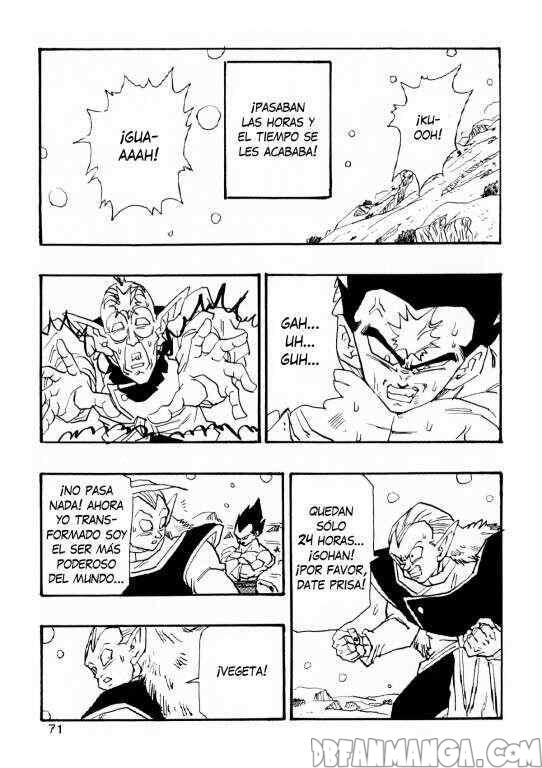 ¡KU-
OOH!
¡PASABAN
LAS HORAS Y
EL TIEMPO SE
LES ACABABA!
¡GUA-
AAAH!
GAH...
UH...
GUH...
QUEDAN
SÓLO
24 HORAS...
¡GOHAN!
¡POR FAVOR,
DATE PRISA!
¡NO PASA
NADA! AHORA
YO TRANS-
FORMADO SOY
EL SER MÁS
PODEROSO
DEL MUNDO...
¡VEGETA!
71
DBFANMANGA.COM